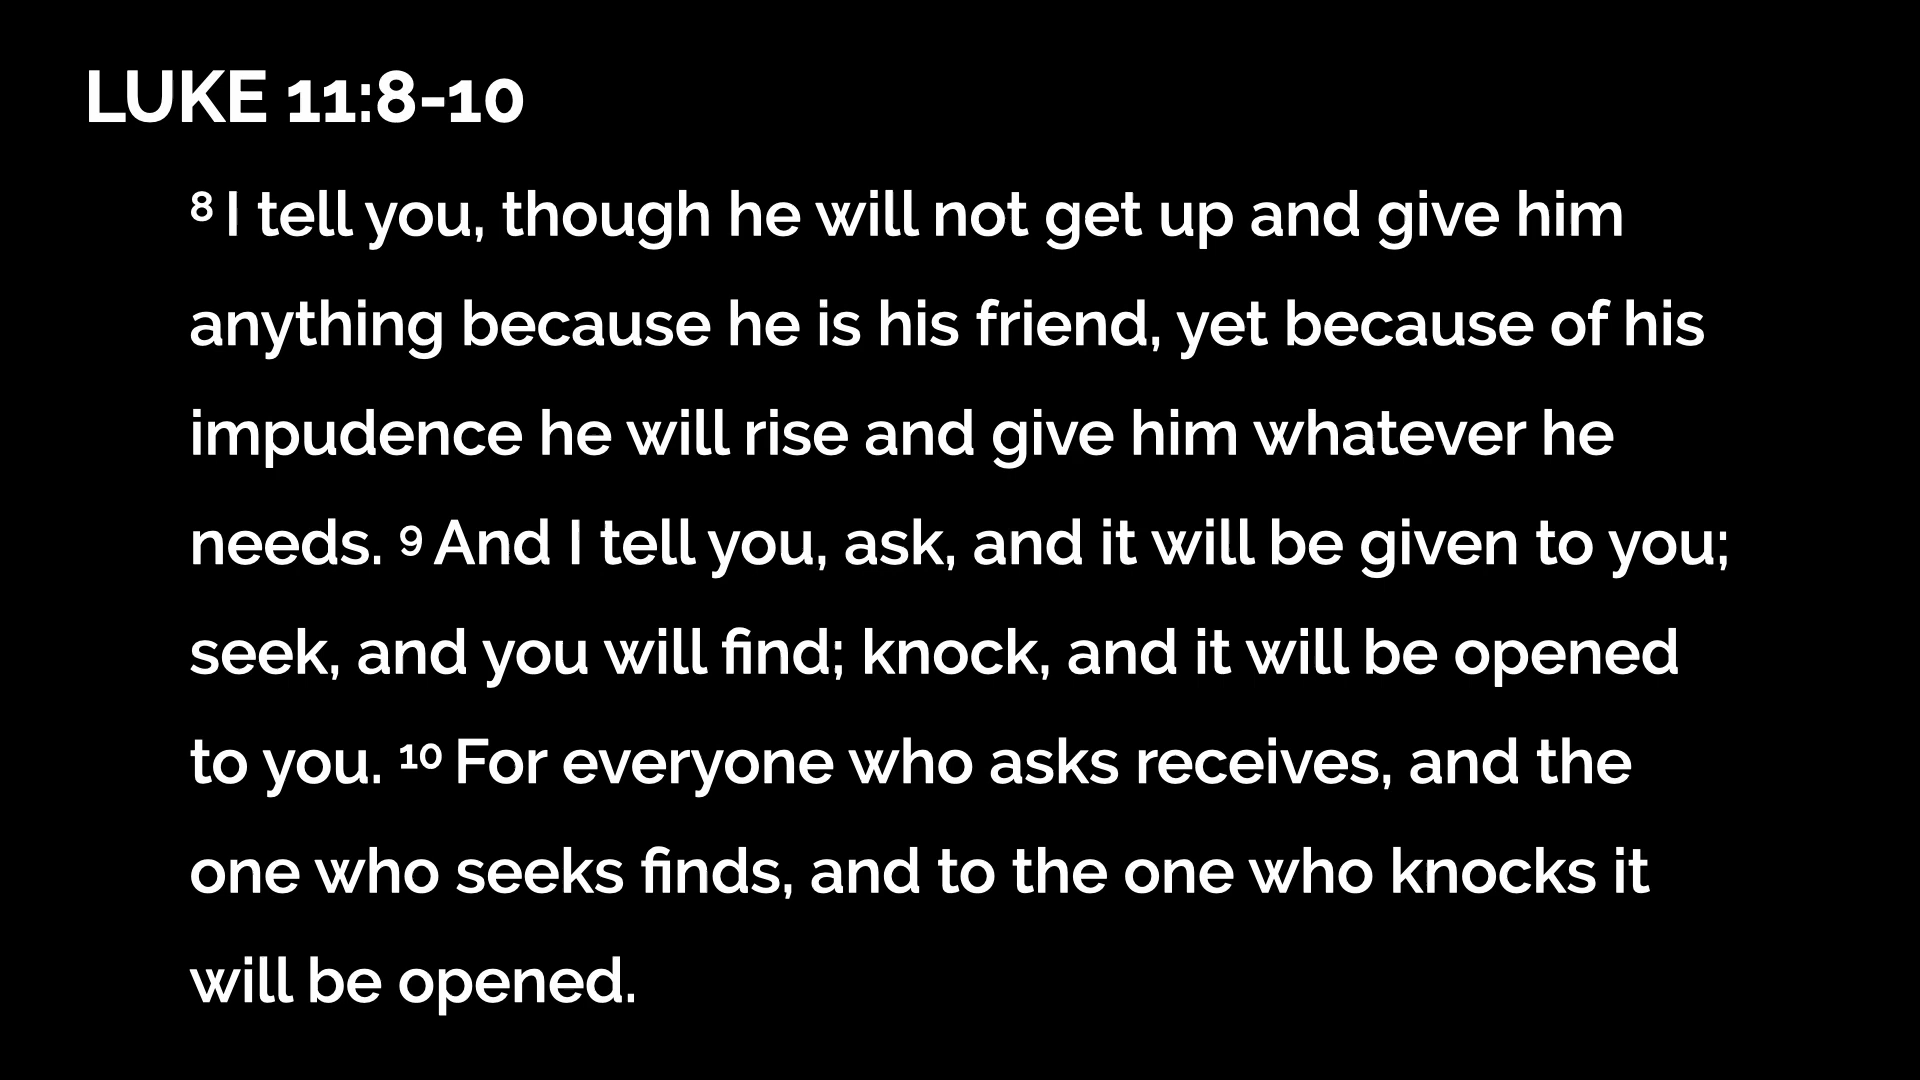 LUKE 11:8-10
8 I tell you, though he will not get up and give him
anything because he is his friend, yet because of his
impudence he will rise and give him whatever he
needs. 9 And I tell you, ask, and it will be given to you;
seek, and you will find; knock, and it will be opened
to you. 10 For everyone who asks receives, and the
one who seeks finds, and to the one who knocks it
will be opened.